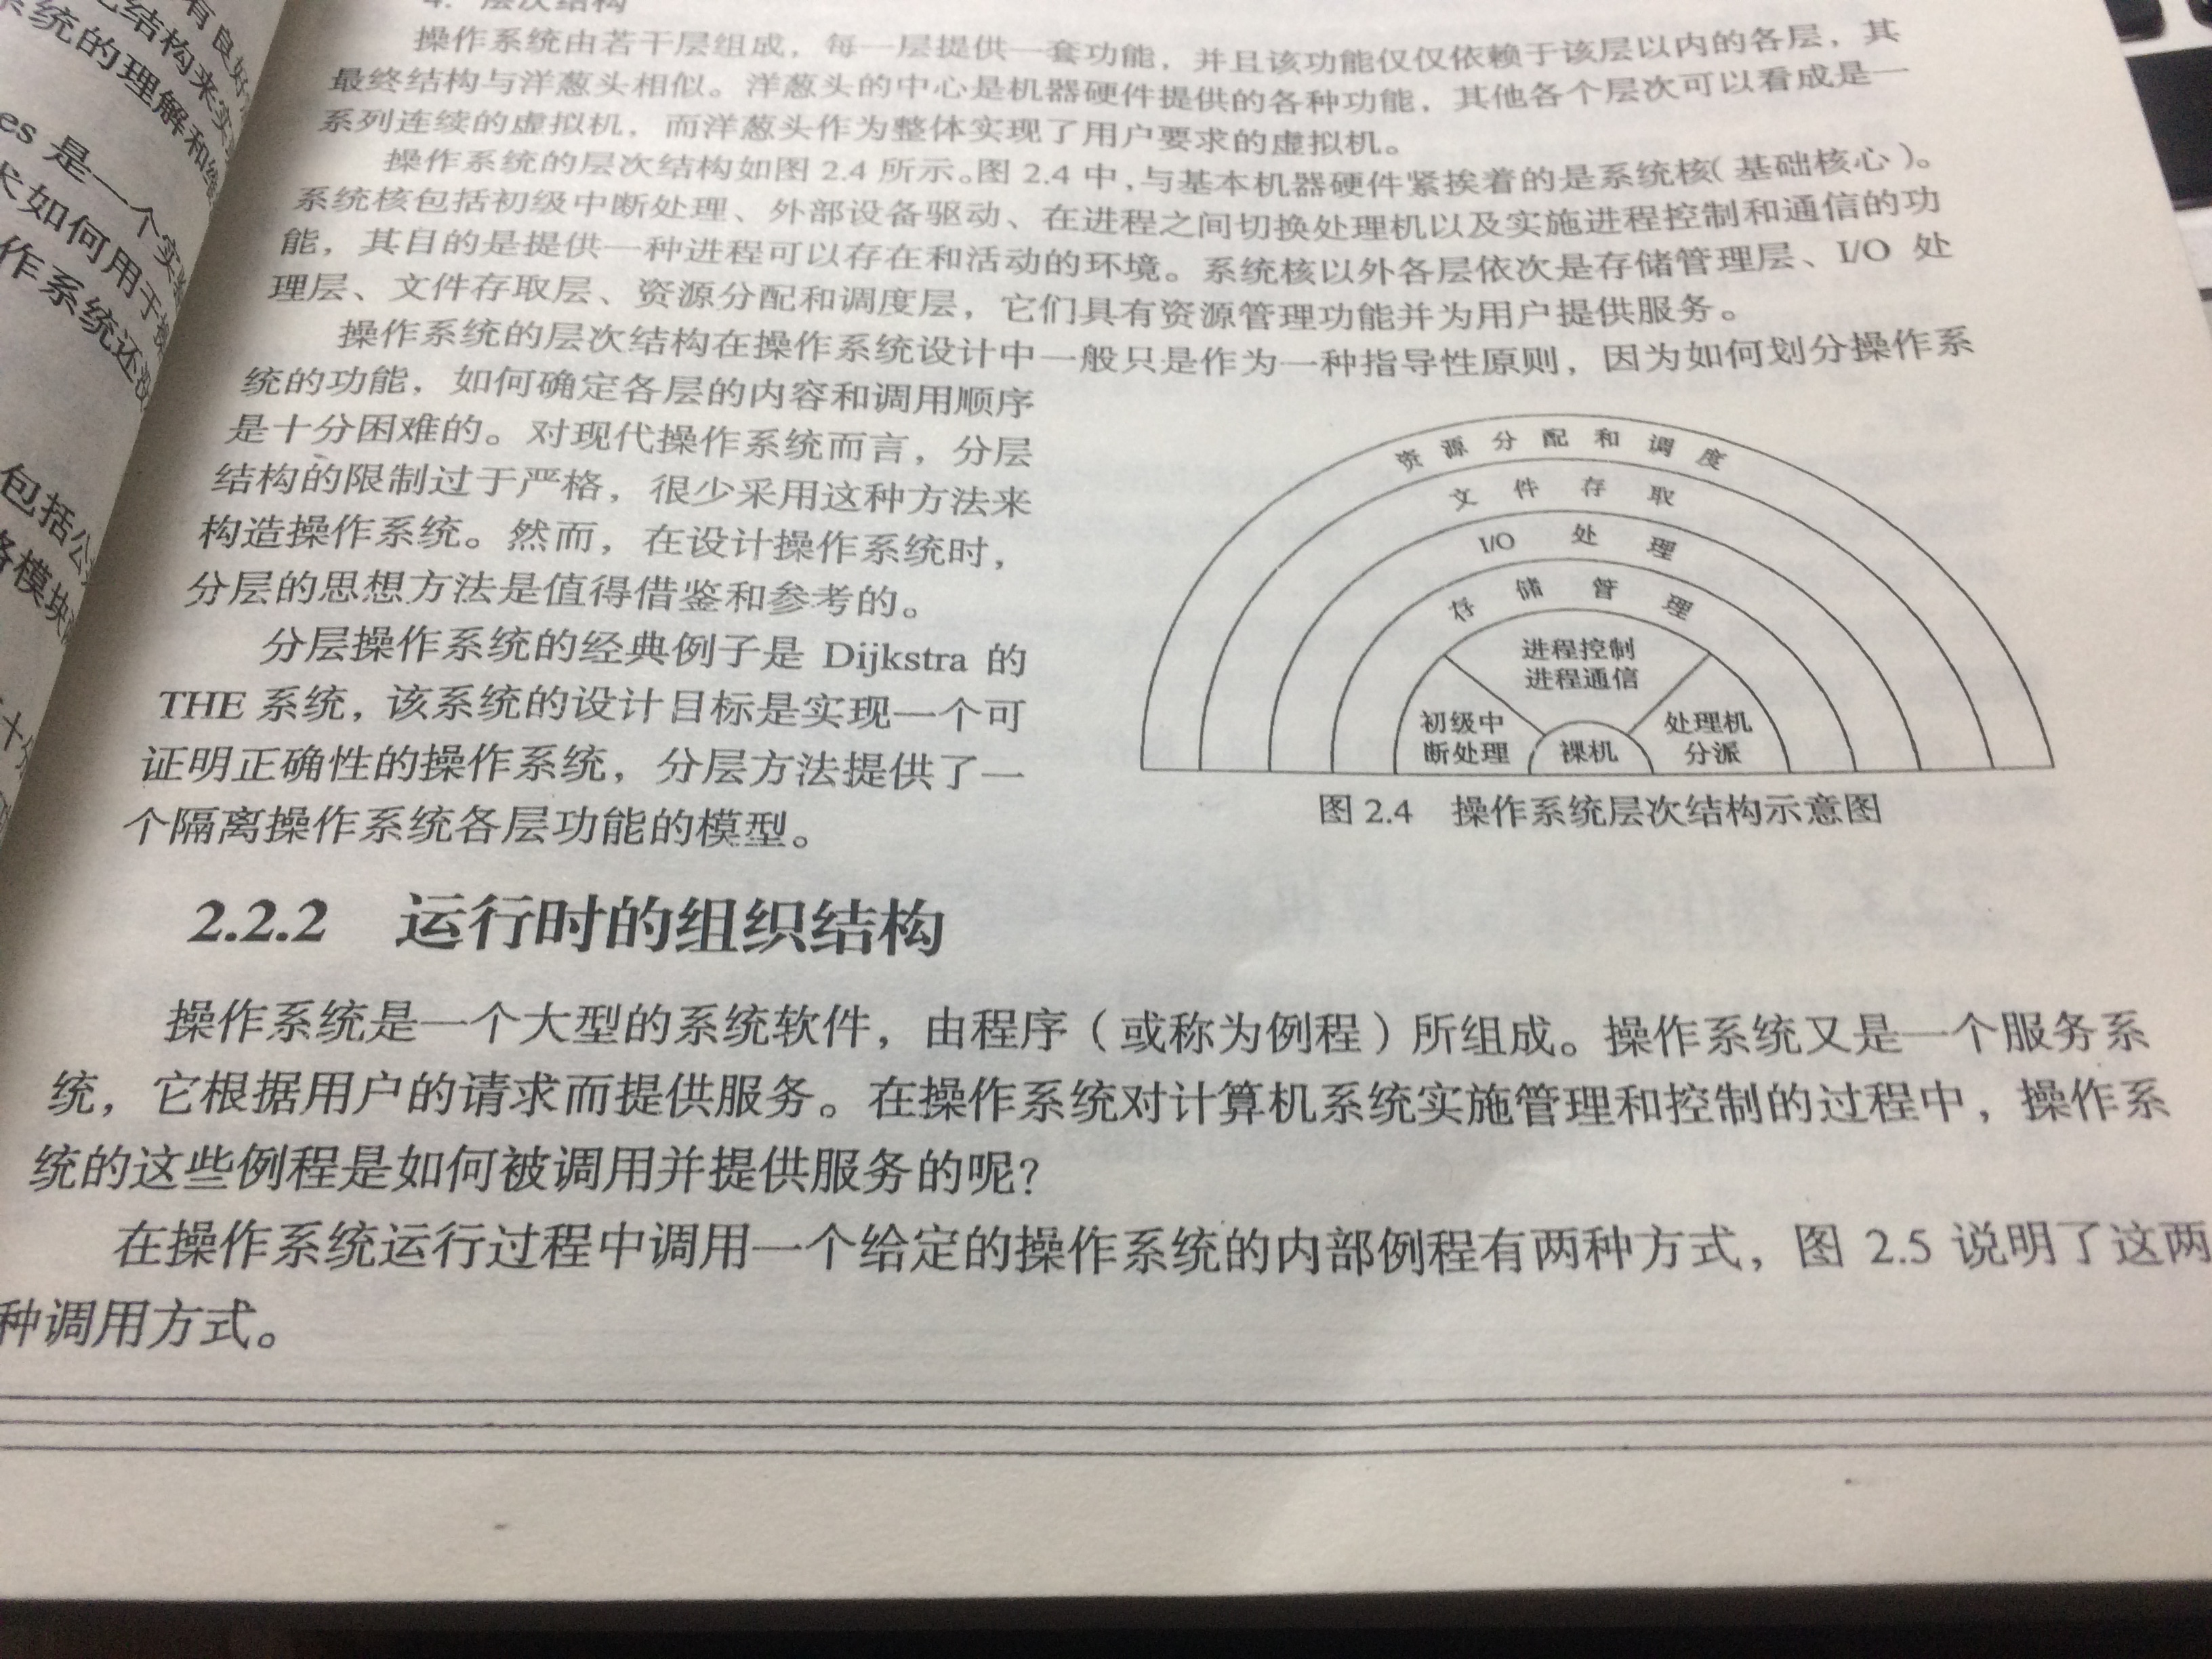 4. 层次结构
操作系统由若干层组成，每一层提供一套功能，并且该功能仅仅依赖于该层以内的各层，其
最终结构与洋葱头相似。洋葱头的中心是机器硬件提供的各种功能，其他各个层次可以看成是一
系列连续的虚拟机，而洋葱头作为整体实现了用户要求的虚拟机。
操作系统的层次结构如图 2.4 所示。图 2.4 中，与基本机器硬件紧挨着的是系统核（基础核心）。
系统核包括初级中断处理、外部设备驱动、在进程之间切换处理机以及实施进程控制和通信的功
能，其目的是提供一种进程可以存在和活动的环境。系统核以外各层依次是存储管理层、I/O 处
理层、文件存取层、资源分配和调度层，它们具有资源管理功能并为用户提供服务。
操作系统的层次结构在操作系统设计中一般只是作为一种指导性原则，因为如何划分操作系
统的功能，如何确定各层的内容和调用顺序
是十分困难的。对现代操作系统而言，分层
结构的限制过于严格，很少采用这种方法来
构造操作系统。然而，在设计操作系统时，
分层的思想方法是值得借鉴和参考的。
分层操作系统的经典例子是 Dijkstra 的
THE 系统，该系统的设计目标是实现一个可
证明正确性的操作系统，分层方法提供了一
个隔离操作系统各层功能的模型。
资源分配和调度
文件存取
I/O 处理
存储管理
进程控制
进程通信
初级中
断处理
裸机
处理机
分派
图 2.4 操作系统层次结构示意图
2.2.2 运行时的组织结构
操作系统是一个大型的系统软件，由程序（或称为例程）所组成。操作系统又是一个服务系
统，它根据用户的请求而提供服务。在操作系统对计算机系统实施管理和控制的过程中，操作系
统的这些例程是如何被调用并提供服务的呢？
在操作系统运行过程中调用一个给定的操作系统的内部例程有两种方式，图 2.5 说明了这两
种调用方式。
有良好
结构来实
系统的理解和维
es 是一个实
如何用于
作系统还
包括公
各模块